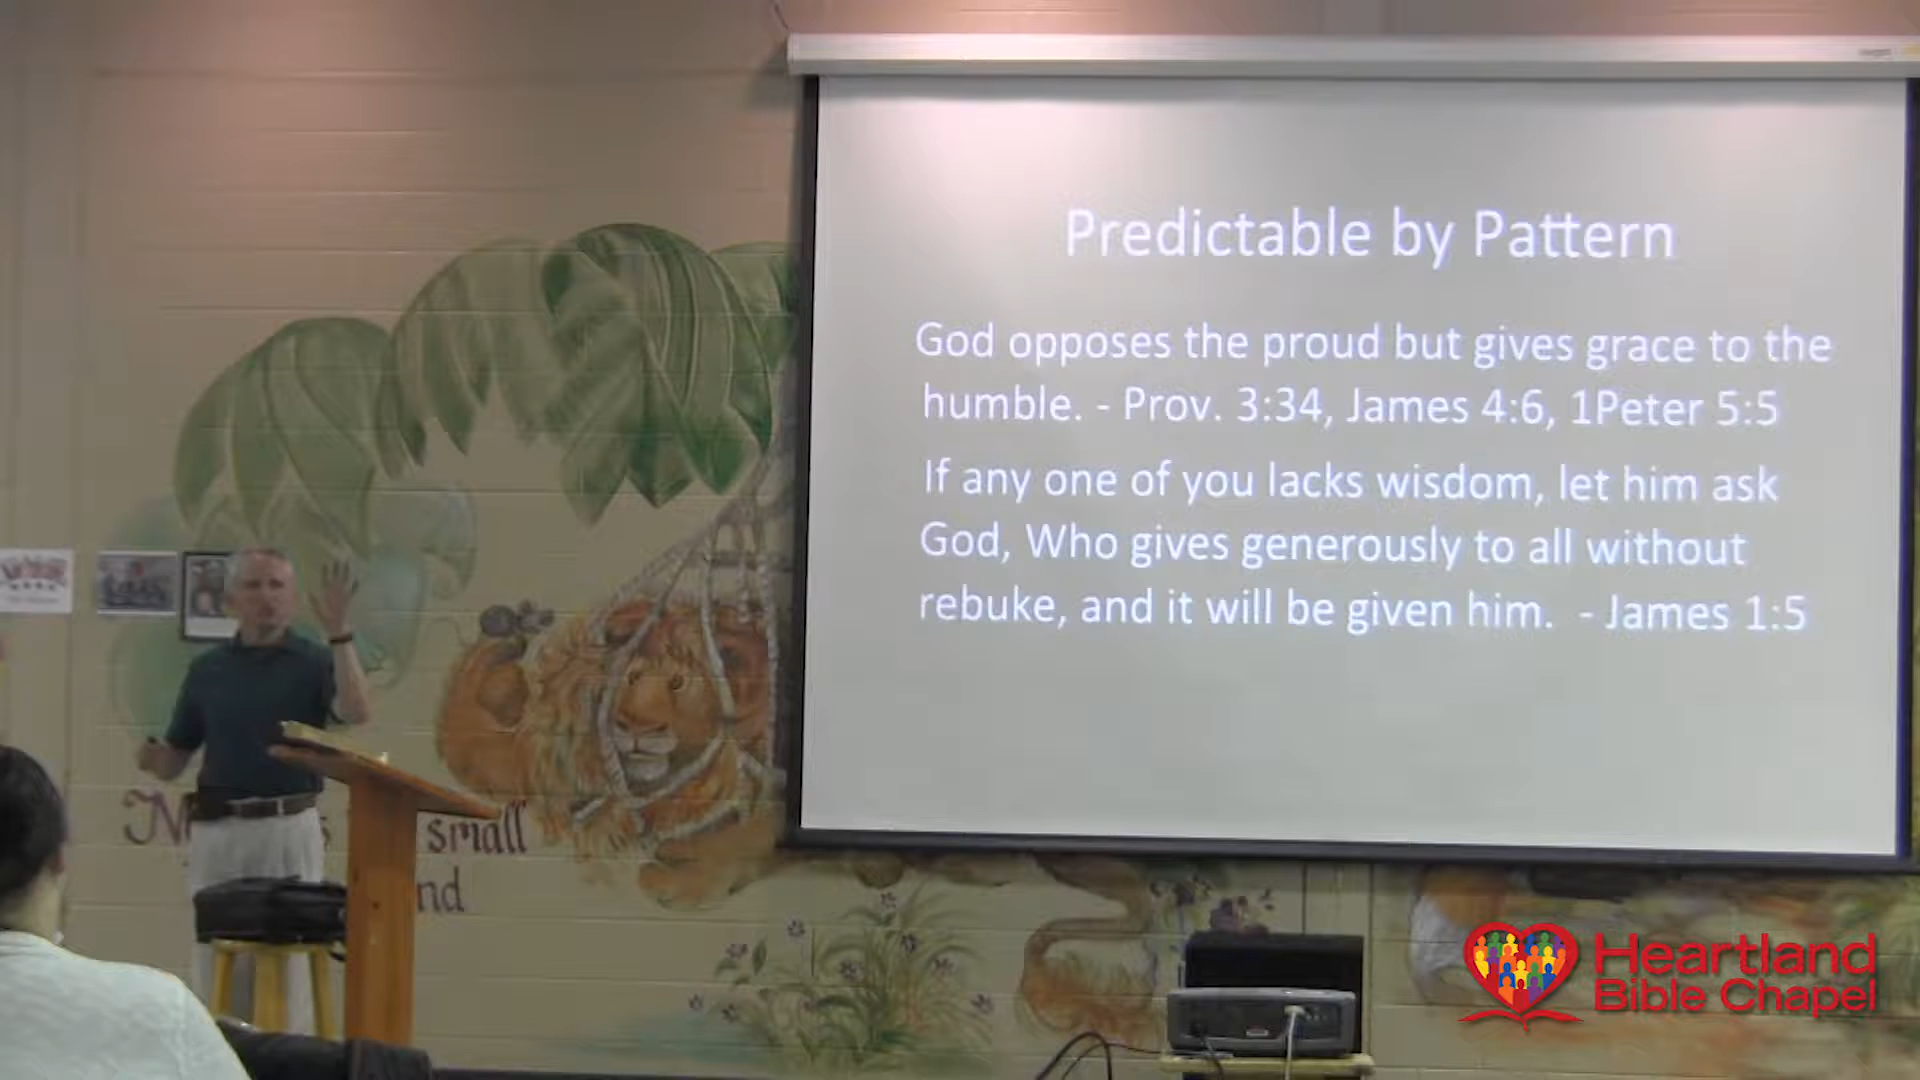 Predictable by Pattern
God opposes the proud but gives grace to the
humble. - Prov. 3:34, James 4:6, 1Peter 5:5
If any one of you lacks wisdom, let him ask
God, Who gives generously to all without
rebuke, and it will be given him. - James 1:5
small
Heartland
Bible Chapel